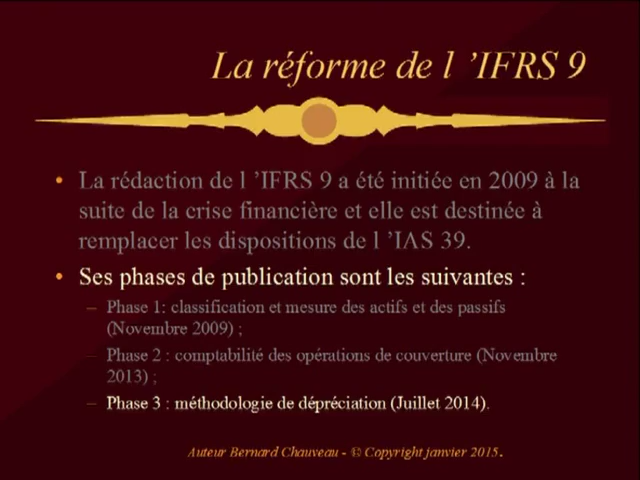 La réforme de l ’IFRS 9
• La rédaction de l ’IFRS 9 a été initiée en 2009 à la
suite de la crise financière et elle est destinée à
remplacer les dispositions de l ’IAS 39.
• Ses phases de publication sont les suivantes :
– Phase 1: classification et mesure des actifs et des passifs
(Novembre 2009) ;
– Phase 2 : comptabilité des opérations de couverture (Novembre
2013) ;
– Phase 3 : méthodologie de dépréciation (Juillet 2014).
Auteur Bernard Chauveau - © Copyright janvier 2015.